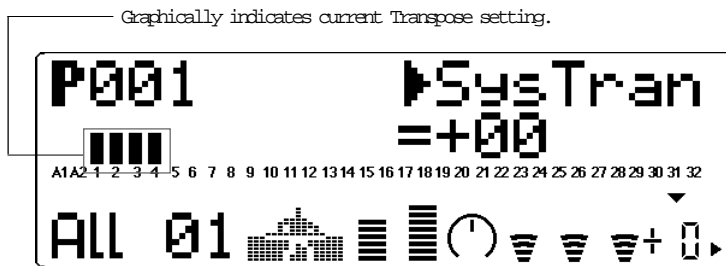 Graphically indicates current Transpose setting.
P001 ▶SysTran
=+00
A1 A2 1 2 3 4 5 6 7 8 9 10 11 12 13 14 15 16 17 18 19 20 21 22 23 24 25 26 27 28 29 30 31 32
All 01 + 0